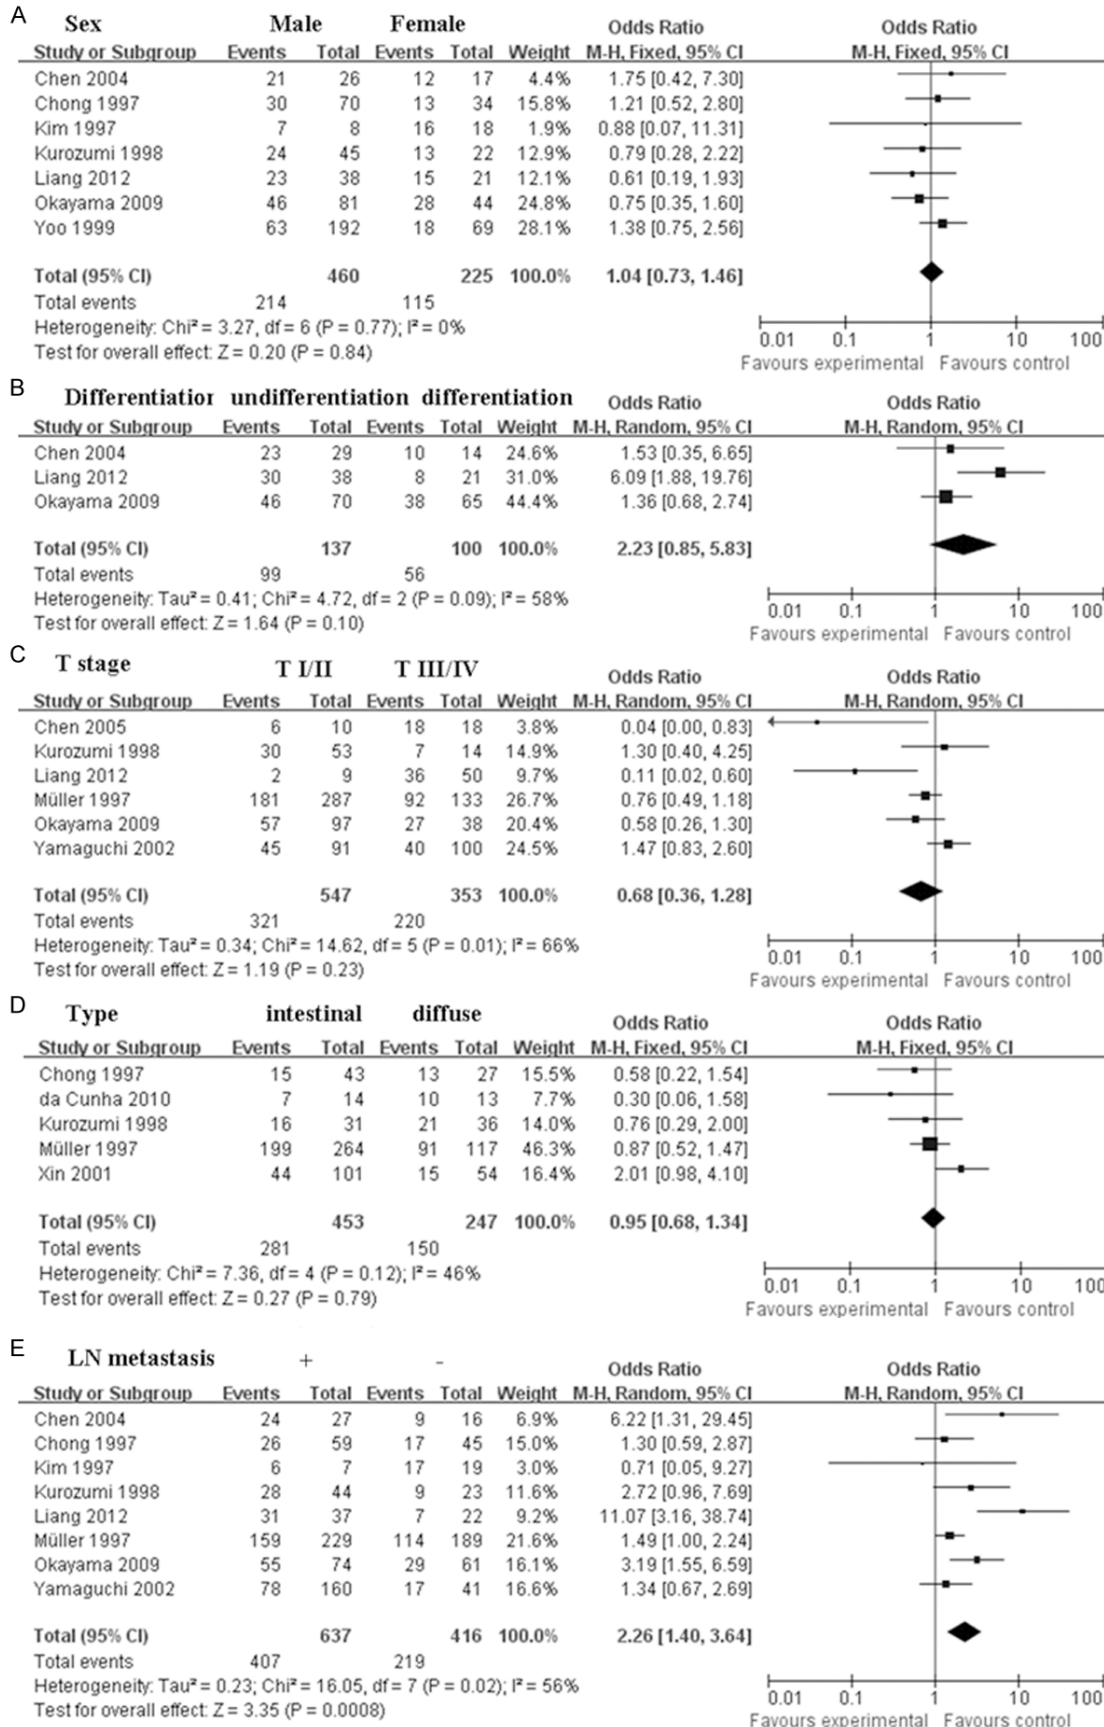 A
Sex Male Female Odds Ratio Odds Ratio
Study or Subgroup Events Total Events Total Weight M-H, Fixed, 95% CI M-H, Fixed, 95% CI
Chen 2004 21 26 12 17 4.4% 1.75 [0.42, 7.30]
Chong 1997 30 70 13 34 15.8% 1.21 [0.52, 2.80]
Kim 1997 7 8 16 18 1.9% 0.88 [0.07, 11.31]
Kurozumi 1998 24 45 13 22 12.9% 0.79 [0.28, 2.22]
Liang 2012 23 38 15 21 12.1% 0.61 [0.19, 1.93]
Okayama 2009 46 81 28 44 24.8% 0.75 [0.35, 1.60]
Yoo 1999 63 192 18 69 28.1% 1.38 [0.75, 2.56]
Total (95% CI) 460 225 100.0% 1.04 [0.73, 1.46]
Total events 214 115
Heterogeneity: Chi² = 3.27, df = 6 (P = 0.77); I² = 0%
Test for overall effect: Z = 0.20 (P = 0.84)
0.01 0.1 1 10 100
Favours experimental Favours control
B
Differentiation undifferentiation differentiation Odds Ratio Odds Ratio
Study or Subgroup Events Total Events Total Weight M-H, Random, 95% CI M-H, Random, 95% CI
Chen 2004 23 29 10 14 24.6% 1.53 [0.35, 6.65]
Liang 2012 30 38 8 21 31.0% 6.09 [1.88, 19.76]
Okayama 2009 46 70 38 65 44.4% 1.36 [0.68, 2.74]
Total (95% CI) 137 100 100.0% 2.23 [0.85, 5.83]
Total events 99 56
Heterogeneity: Tau² = 0.41; Chi² = 4.72, df = 2 (P = 0.09); I² = 58%
Test for overall effect: Z = 1.64 (P = 0.10)
0.01 0.1 1 10 100
Favours experimental Favours control
C
T stage T I/II T III/IV Odds Ratio Odds Ratio
Study or Subgroup Events Total Events Total Weight M-H, Random, 95% CI M-H, Random, 95% CI
Chen 2005 6 10 18 18 3.8% 0.04 [0.00, 0.83]
Kurozumi 1998 30 53 7 14 14.9% 1.30 [0.40, 4.25]
Liang 2012 2 9 36 50 9.7% 0.11 [0.02, 0.60]
Müller 1997 181 287 92 133 26.7% 0.76 [0.49, 1.18]
Okayama 2009 57 97 27 38 20.4% 0.58 [0.26, 1.30]
Yamaguchi 2002 45 91 40 100 24.5% 1.47 [0.83, 2.60]
Total (95% CI) 547 353 100.0% 0.68 [0.36, 1.28]
Total events 321 220
Heterogeneity: Tau² = 0.34; Chi² = 14.62, df = 5 (P = 0.01); I² = 66%
Test for overall effect: Z = 1.19 (P = 0.23)
0.01 0.1 1 10 100
Favours experimental Favours control
D
Type intestinal diffuse Odds Ratio Odds Ratio
Study or Subgroup Events Total Events Total Weight M-H, Fixed, 95% CI M-H, Fixed, 95% CI
Chong 1997 15 43 13 27 15.5% 0.58 [0.22, 1.54]
da Cunha 2010 7 14 10 13 7.7% 0.30 [0.06, 1.58]
Kurozumi 1998 16 31 21 36 14.0% 0.76 [0.29, 2.00]
Müller 1997 199 264 91 117 46.3% 0.87 [0.52, 1.47]
Xin 2001 44 101 15 54 16.4% 2.01 [0.98, 4.10]
Total (95% CI) 453 247 100.0% 0.95 [0.68, 1.34]
Total events 281 150
Heterogeneity: Chi² = 7.36, df = 4 (P = 0.12); I² = 46%
Test for overall effect: Z = 0.27 (P = 0.79)
0.01 0.1 1 10 100
Favours experimental Favours control
E
LN metastasis + - Odds Ratio Odds Ratio
Study or Subgroup Events Total Events Total Weight M-H, Random, 95% CI M-H, Random, 95% CI
Chen 2004 24 27 9 16 6.9% 6.22 [1.31, 29.45]
Chong 1997 26 59 17 45 15.0% 1.30 [0.59, 2.87]
Kim 1997 6 7 17 19 3.0% 0.71 [0.05, 9.27]
Kurozumi 1998 28 44 9 23 11.6% 2.72 [0.96, 7.69]
Liang 2012 31 37 7 22 9.2% 11.07 [3.16, 38.74]
Müller 1997 159 229 114 189 21.6% 1.49 [1.00, 2.24]
Okayama 2009 55 74 29 61 16.1% 3.19 [1.55, 6.59]
Yamaguchi 2002 78 160 17 41 16.6% 1.34 [0.67, 2.69]
Total (95% CI) 637 416 100.0% 2.26 [1.40, 3.64]
Total events 407 219
Heterogeneity: Tau² = 0.23; Chi² = 16.05, df = 7 (P = 0.02); I² = 56%
Test for overall effect: Z = 3.35 (P = 0.0008)
0.01 0.1 1 10 100
Favours experimental Favours control